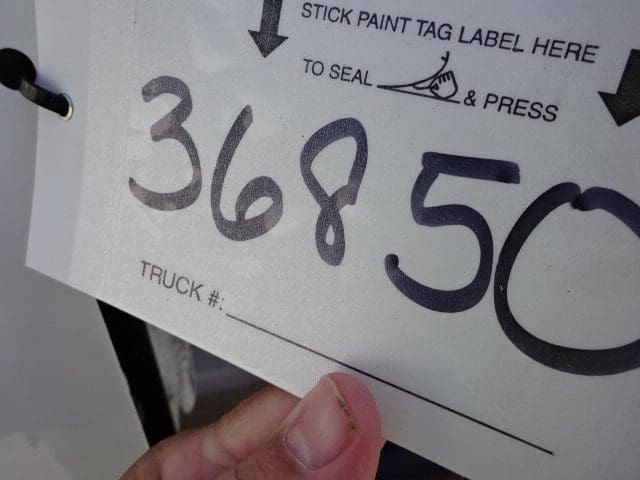 STICK PAINT TAG LABEL HERE
TO SEAL & PRESS
36850
TRUCK #: